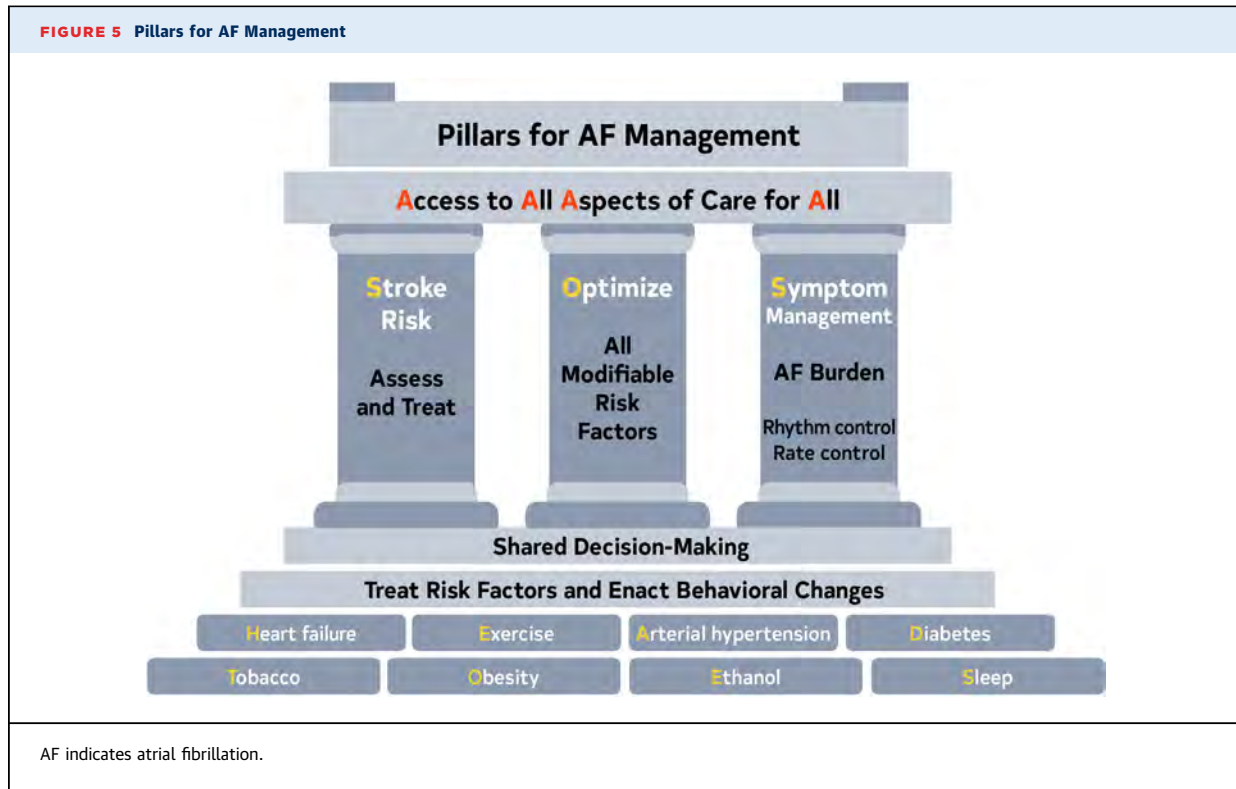 FIGURE 5 Pillars for AF Management
Pillars for AF Management
Access to All Aspects of Care for All
Stroke
Risk
Assess
and Treat
Optimize
All
Modifiable
Risk
Factors
Symptom
Management
AF Burden
Rhythm control
Rate control
Shared Decision-Making
Treat Risk Factors and Enact Behavioral Changes
Heart failure
Exercise
Arterial hypertension
Diabetes
Tobacco
Obesity
Ethanol
Sleep
AF indicates atrial fibrillation.